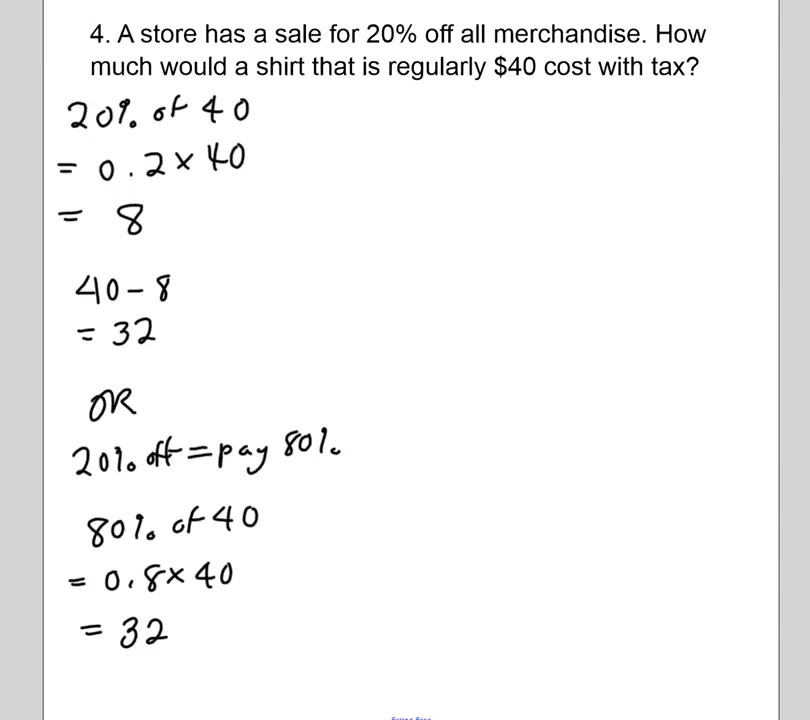 4. A store has a sale for 20% off all merchandise. How
much would a shirt that is regularly $40 cost with tax?
20% of 40
= 0.2 × 40
= 8
40 - 8
= 32
OR
20% off = pay 80%
80% of 40
= 0.8 × 40
= 32